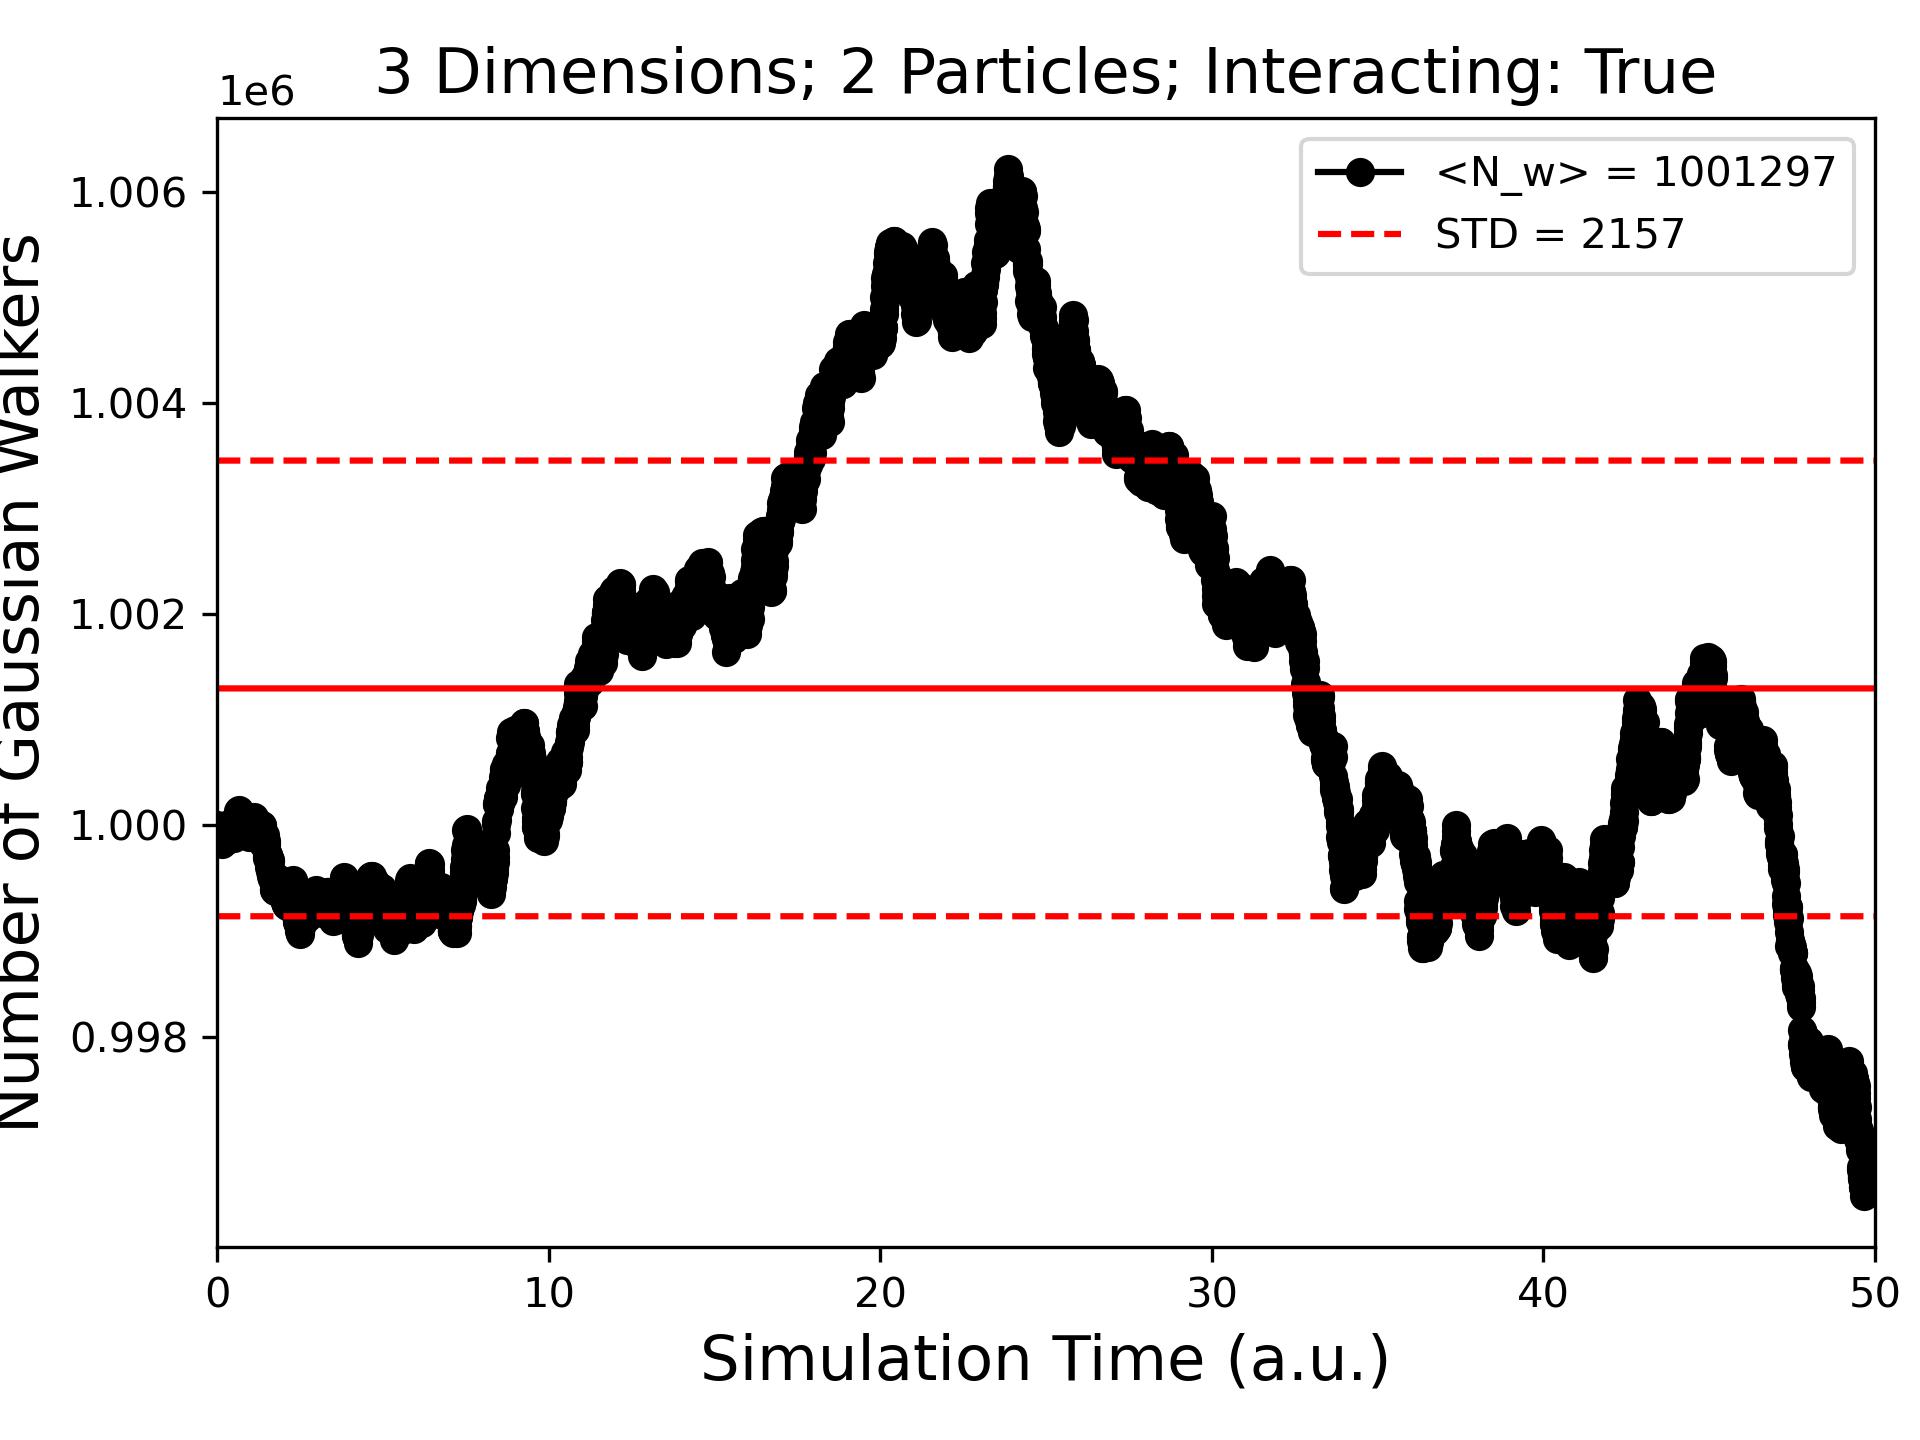 3 Dimensions; 2 Particles; Interacting: True
1e6
<N_w> = 1001297
STD = 2157
1.006
1.004
1.002
1.000
0.998
Number of Gaussian Walkers
0 10 20 30 40 50
Simulation Time (a.u.)